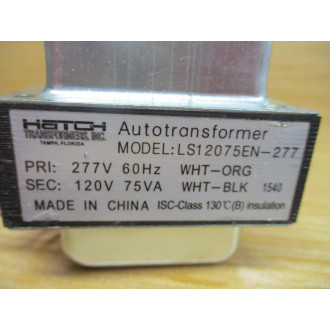 HATCH Autotransformer
TRANSFORMERS, INC.
TAMPA, FLORIDA
MODEL:LS12075EN-277
PRI: 277V 60Hz WHT-ORG
SEC: 120V 75VA WHT-BLK 1540
MADE IN CHINA ISC-Class 130℃(B) insulation